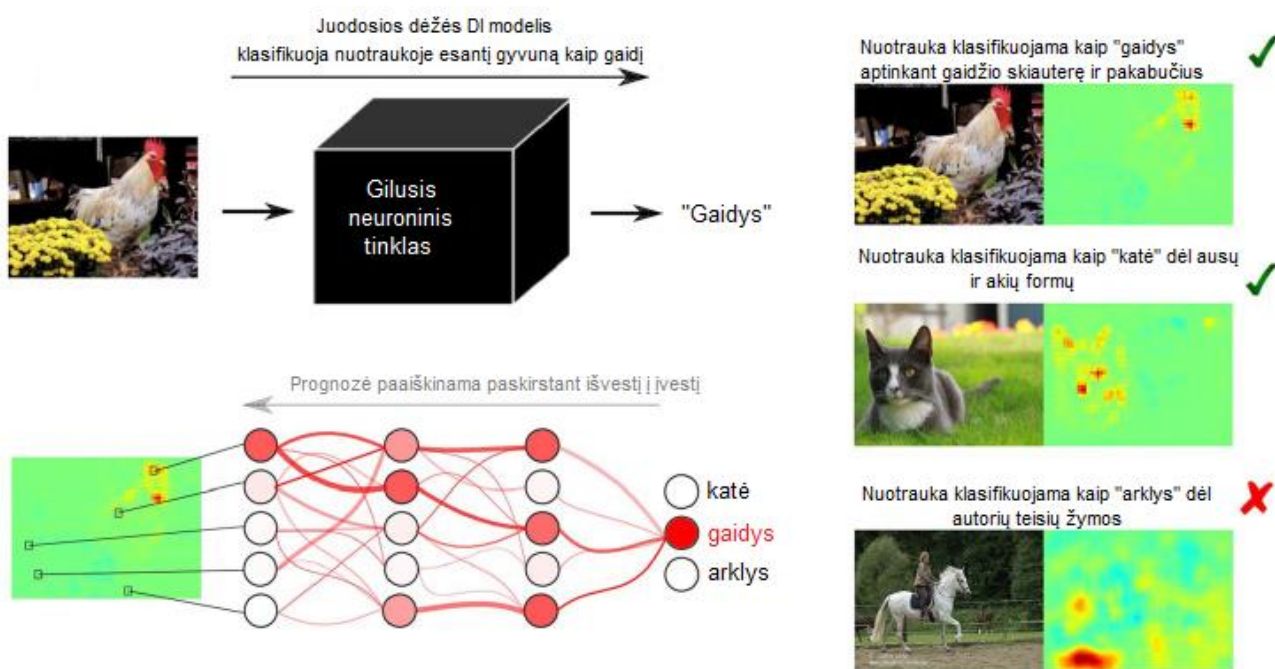 Juodosios dėžės DI modelis
klasifikuoja nuotraukoje esantį gyvuną kaip gaidį
Gilusis
neuroninis
tinklas
"Gaidys"
Prognozė paaiškinama paskirstant išvestį į įvestį
katė
gaidys
arklys
Nuotrauka klasifikuojama kaip "gaidys"
aptinkant gaidžio skiauterę ir pakabučius
Nuotrauka klasifikuojama kaip "katė" dėl ausų
ir akių formų
Nuotrauka klasifikuojama kaip "arklys" dėl
autorių teisių žymos